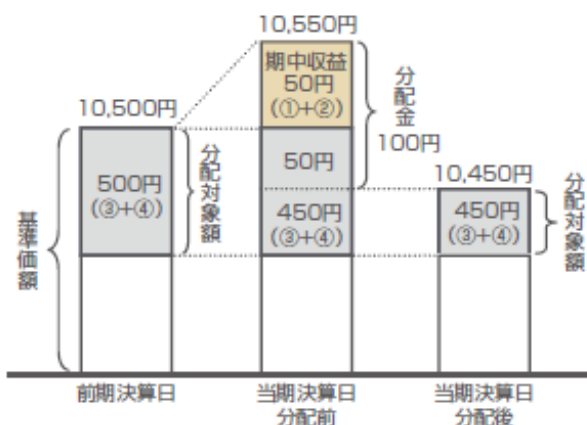 10,550円
期中収益
50円
(①+②)
分配金
100円
10,500円
500円
(③+④)
分配対象額
50円
450円
(③+④)
10,450円
450円
(③+④)
分配対象額
基準価額
前期決算日
当期決算日
分配前
当期決算日
分配後